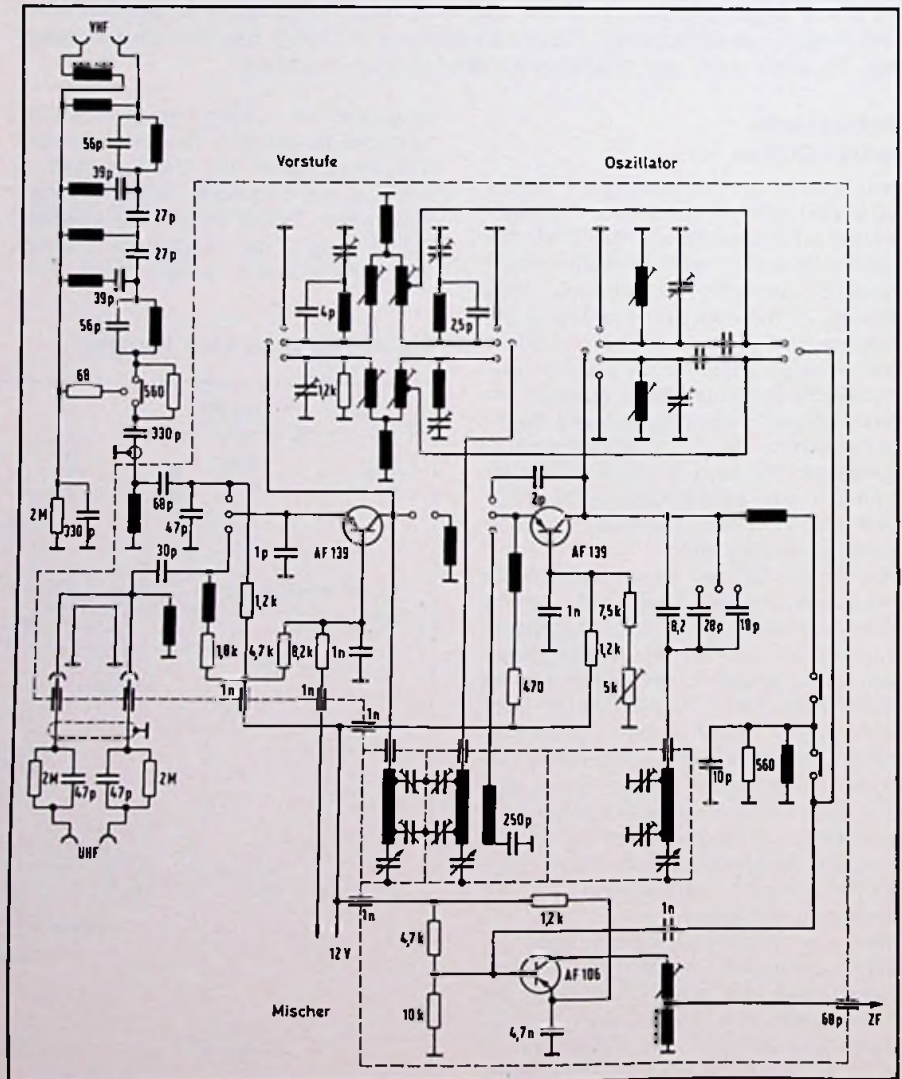 VHF
56p
39p
27p
27p
39p
56p
68
560
330p
2M
330p
68p
47p
30p
Vorstufe
Oszillator
4p
2,5p
1,2k
2p
1p
AF 139
AF 139
1,2k
1,8k
4,7k
8,2k
1n
1n
1n
1n
1n
7,5k
1,2k
5k
470
8,2
28p
18p
10p
560
2M
47p
47p
2M
UHF
250p
1n
12 V
4,7k
1,2k
1n
AF 106
10k
4,7n
Mischer
68p
ZF